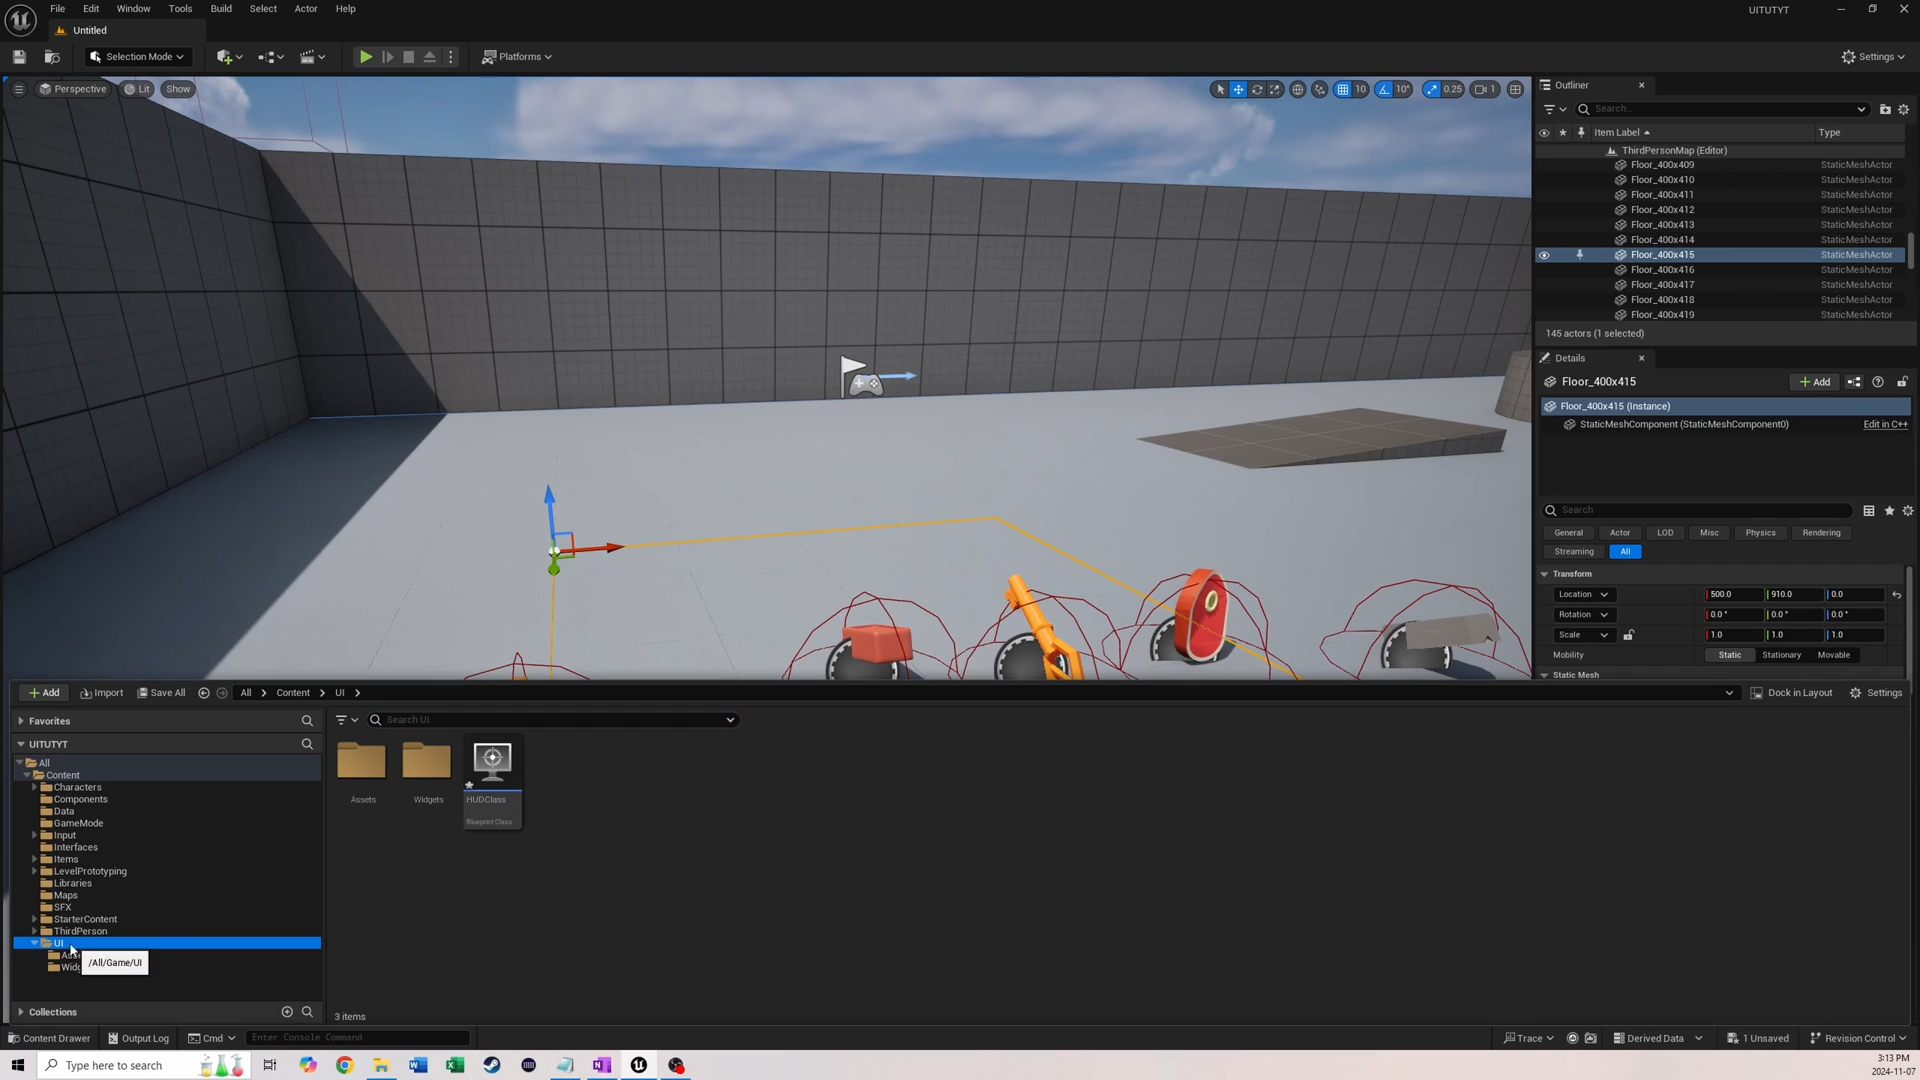 File Edit Window Tools Build Select Actor Help
UITUTYT
Untitled
Selection Mode
Platforms
Settings
Perspective
Lit
Show
10
10°
0.25
1
Outliner
Search...
Item Label
Type
ThirdPersonMap (Editor)
Floor_400x409 StaticMeshActor
Floor_400x410 StaticMeshActor
Floor_400x411 StaticMeshActor
Floor_400x412 StaticMeshActor
Floor_400x413 StaticMeshActor
Floor_400x414 StaticMeshActor
Floor_400x415 StaticMeshActor
Floor_400x416 StaticMeshActor
Floor_400x417 StaticMeshActor
Floor_400x418 StaticMeshActor
Floor_400x419 StaticMeshActor
145 actors (1 selected)
Details
Floor_400x415
Add
Floor_400x415 (Instance)
StaticMeshComponent (StaticMeshComponent0)
Edit in C++
Search
General Actor LOD Misc Physics Rendering
Streaming All
Transform
Location 500.0 910.0 0.0
Rotation 0.0° 0.0° 0.0°
Scale 1.0 1.0 1.0
Mobility Static Stationary Movable
Static Mesh
Add Import Save All All Content UI
Dock in Layout Settings
Favorites
UITUTYT
All
Content
Characters
Components
Data
GameMode
Input
Interfaces
Items
LevelPrototyping
Libraries
Maps
SFX
StarterContent
ThirdPerson
UI
/All/Game/UI
Collections
Search UI
Assets
Widgets
HUDClass
Blueprint Class
3 items
Content Drawer Output Log Cmd Enter Console Command
Trace Derived Data 1 Unsaved Revision Control
Type here to search
3:13 PM
2024-11-07